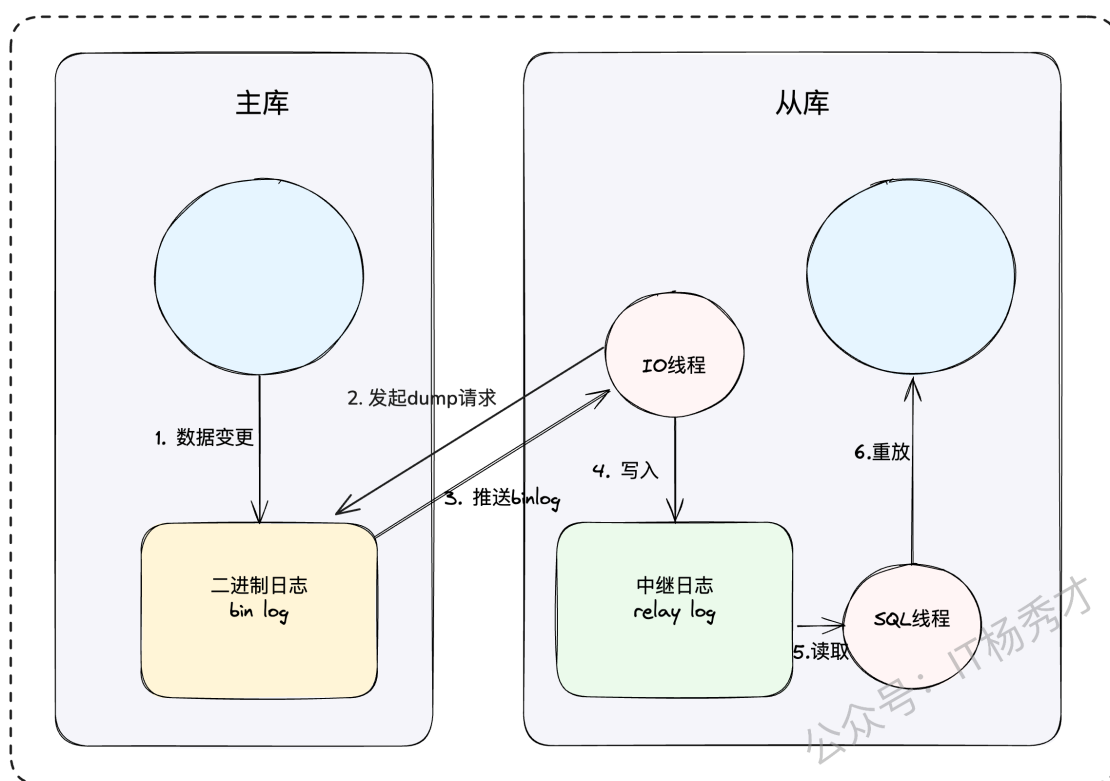 主库
从库
IO线程
2. 发起dump请求
1. 数据变更
6.重放
4. 写入
3. 推送binlog
二进制日志
bin log
中继日志
relay log
SQL线程
5.读取
公众号：IT杨秀才